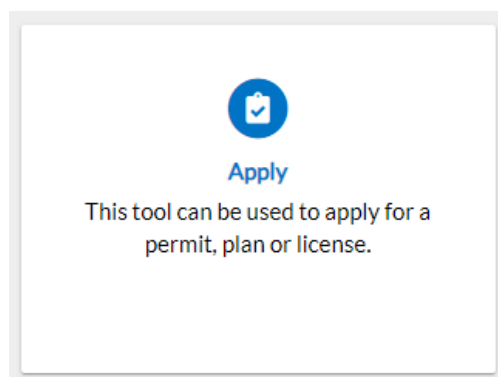 Apply
This tool can be used to apply for a
permit, plan or license.